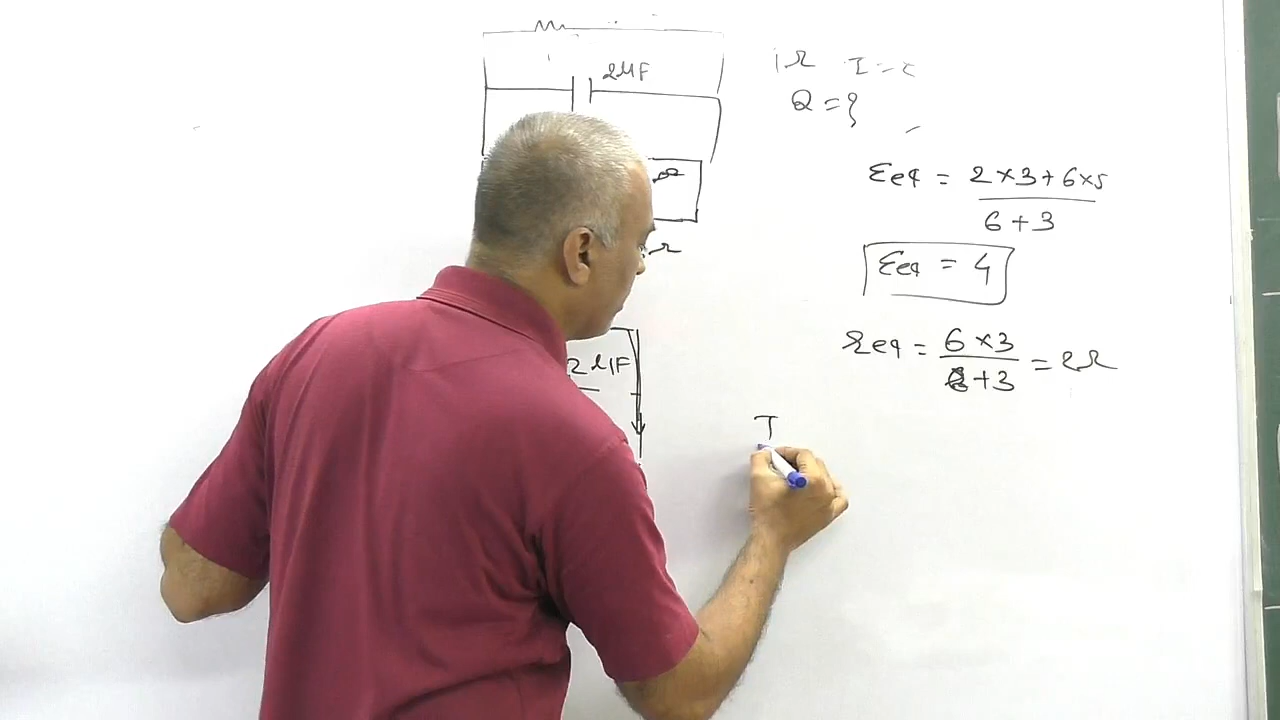 2μF
1Ω I =
Q = ?
Ω
Ω
Eeq = 2×3+6×5
6+3
Eeq = 4
req = 6×3
6+3
= 2Ω
2μF
I